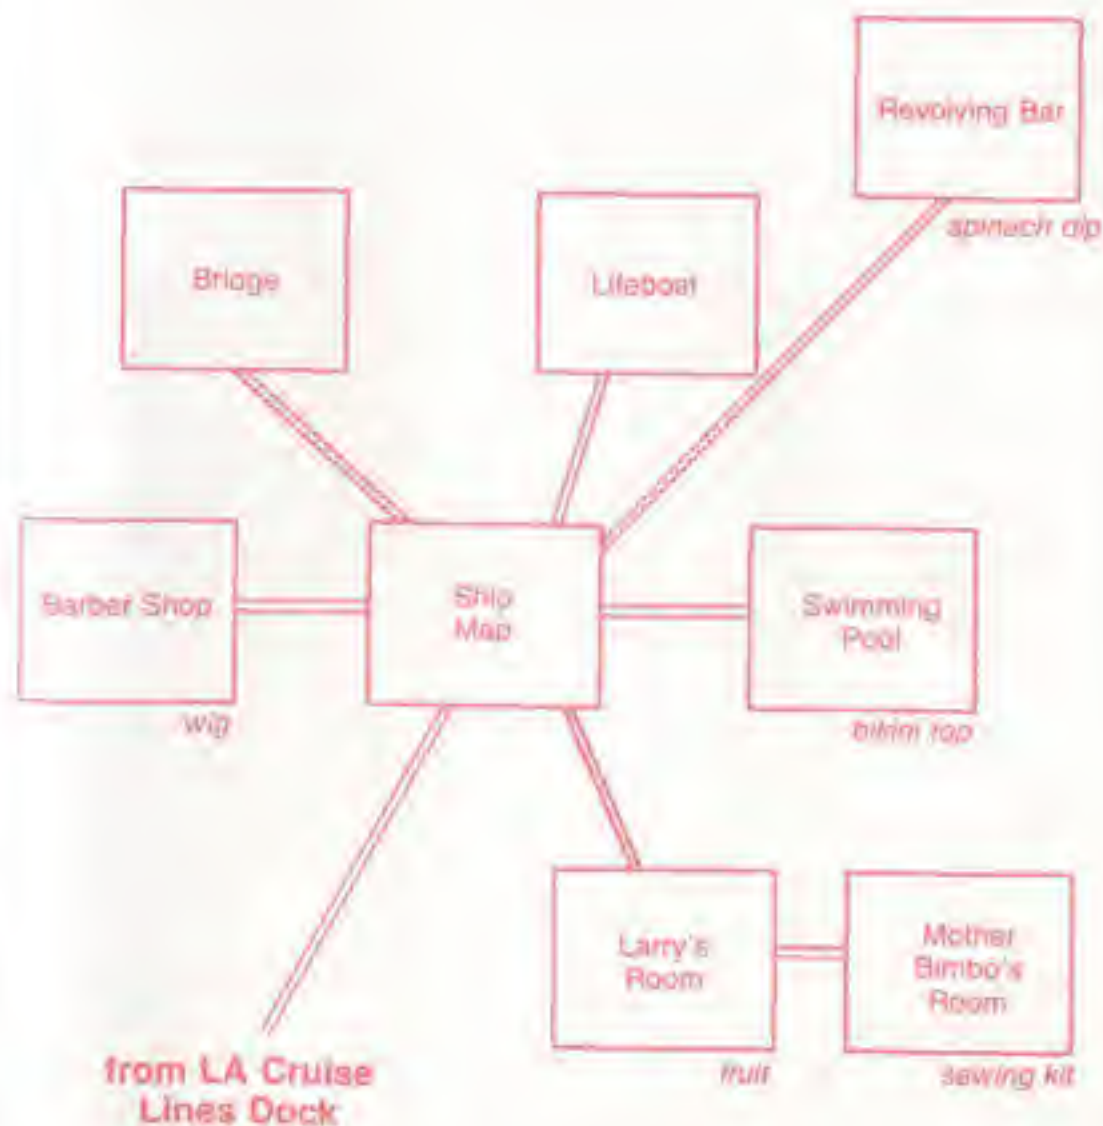 Revolving Bar
spinach dip
Bridge
Lifeboat
Barber Shop
wig
Ship
Map
Swimming
Pool
bikini top
Larry's
Room
fruit
Mother
Bimbo's
Room
sewing kit
from LA Cruise
Lines Dock